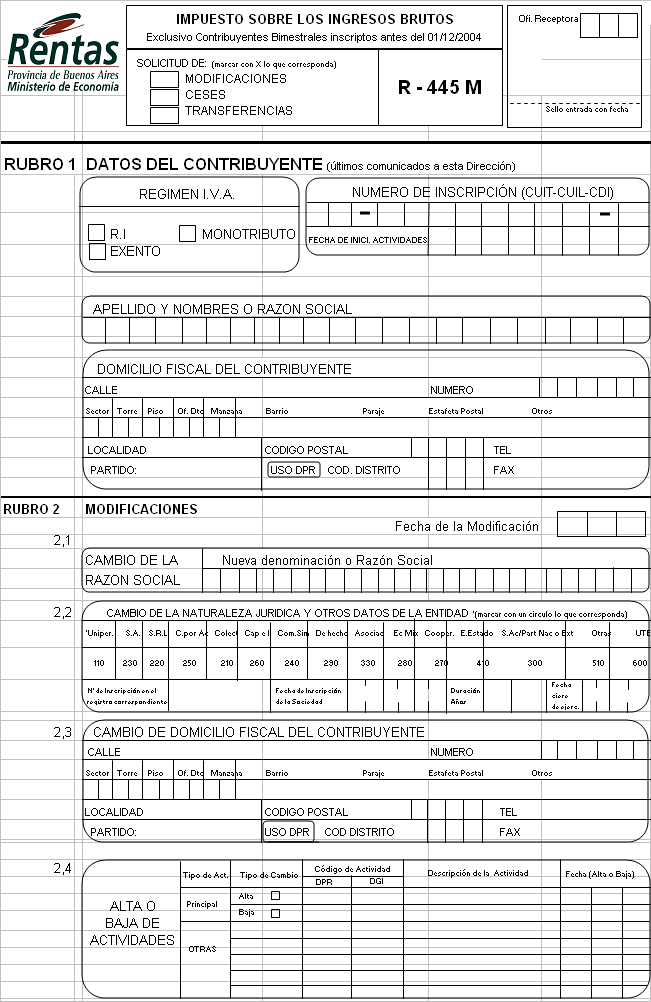 Rentas
Provincia de Buenos Aires
Ministerio de Economía
IMPUESTO SOBRE LOS INGRESOS BRUTOS
Exclusivo Contribuyentes Bimestrales inscriptos antes del 01/12/2004
SOLICITUD DE: (marcar con X lo que corresponda)
MODIFICACIONES
CESES
TRANSFERENCIAS
R - 445 M
Ofi. Receptora
Sello entrada con fecha
RUBRO 1 DATOS DEL CONTRIBUYENTE (últimos comunicados a esta Dirección)
REGIMEN I.V.A.
R.I MONOTRIBUTO
EXENTO
NUMERO DE INSCRIPCIÓN (CUIT-CUIL-CDI)
- -
FECHA DE INICI. ACTIVIDADES
APELLIDO Y NOMBRES O RAZON SOCIAL
DOMICILIO FISCAL DEL CONTRIBUYENTE
CALLE NUMERO
Sector Torre Piso Of. Dto Manzana Barrio Paraje Estafeta Postal Otros
LOCALIDAD CODIGO POSTAL TEL
PARTIDO: USO DPR COD. DISTRITO FAX
RUBRO 2 MODIFICACIONES
Fecha de la Modificación
2,1
CAMBIO DE LA Nueva denominación o Razón Social
RAZON SOCIAL
2,2 CAMBIO DE LA NATURALEZA JURIDICA Y OTROS DATOS DE LA ENTIDAD *(marcar con un círculo lo que corresponda)
'Uniper. S.A. S.R.L C.por Ac Colect Cap e I Com.Sim De hecho Asociac Ec Mix Cooper. E.Estado S.Ac/Part Nac o Ext Otras UTE
110 230 220 250 210 260 240 290 330 280 270 410 300 510 600
Nº de Inscripción en el Fecha de Inscripción Duración Fecha
registro correspondiente de la Sociedad Años cierre
de ejerc.
2,3 CAMBIO DE DOMICILIO FISCAL DEL CONTRIBUYENTE
CALLE NUMERO
Sector Torre Piso Of. Dto Manzana Barrio Paraje Estafeta Postal Otros
LOCALIDAD CODIGO POSTAL TEL
PARTIDO: USO DPR COD DISTRITO FAX
2,4
Tipo de Act. Tipo de Cambio Código de Actividad Descripción de la Actividad Fecha (Alta o Baja)
DPR DGI
ALTA O
BAJA DE
ACTIVIDADES
Principal
Alta
Baja
OTRAS